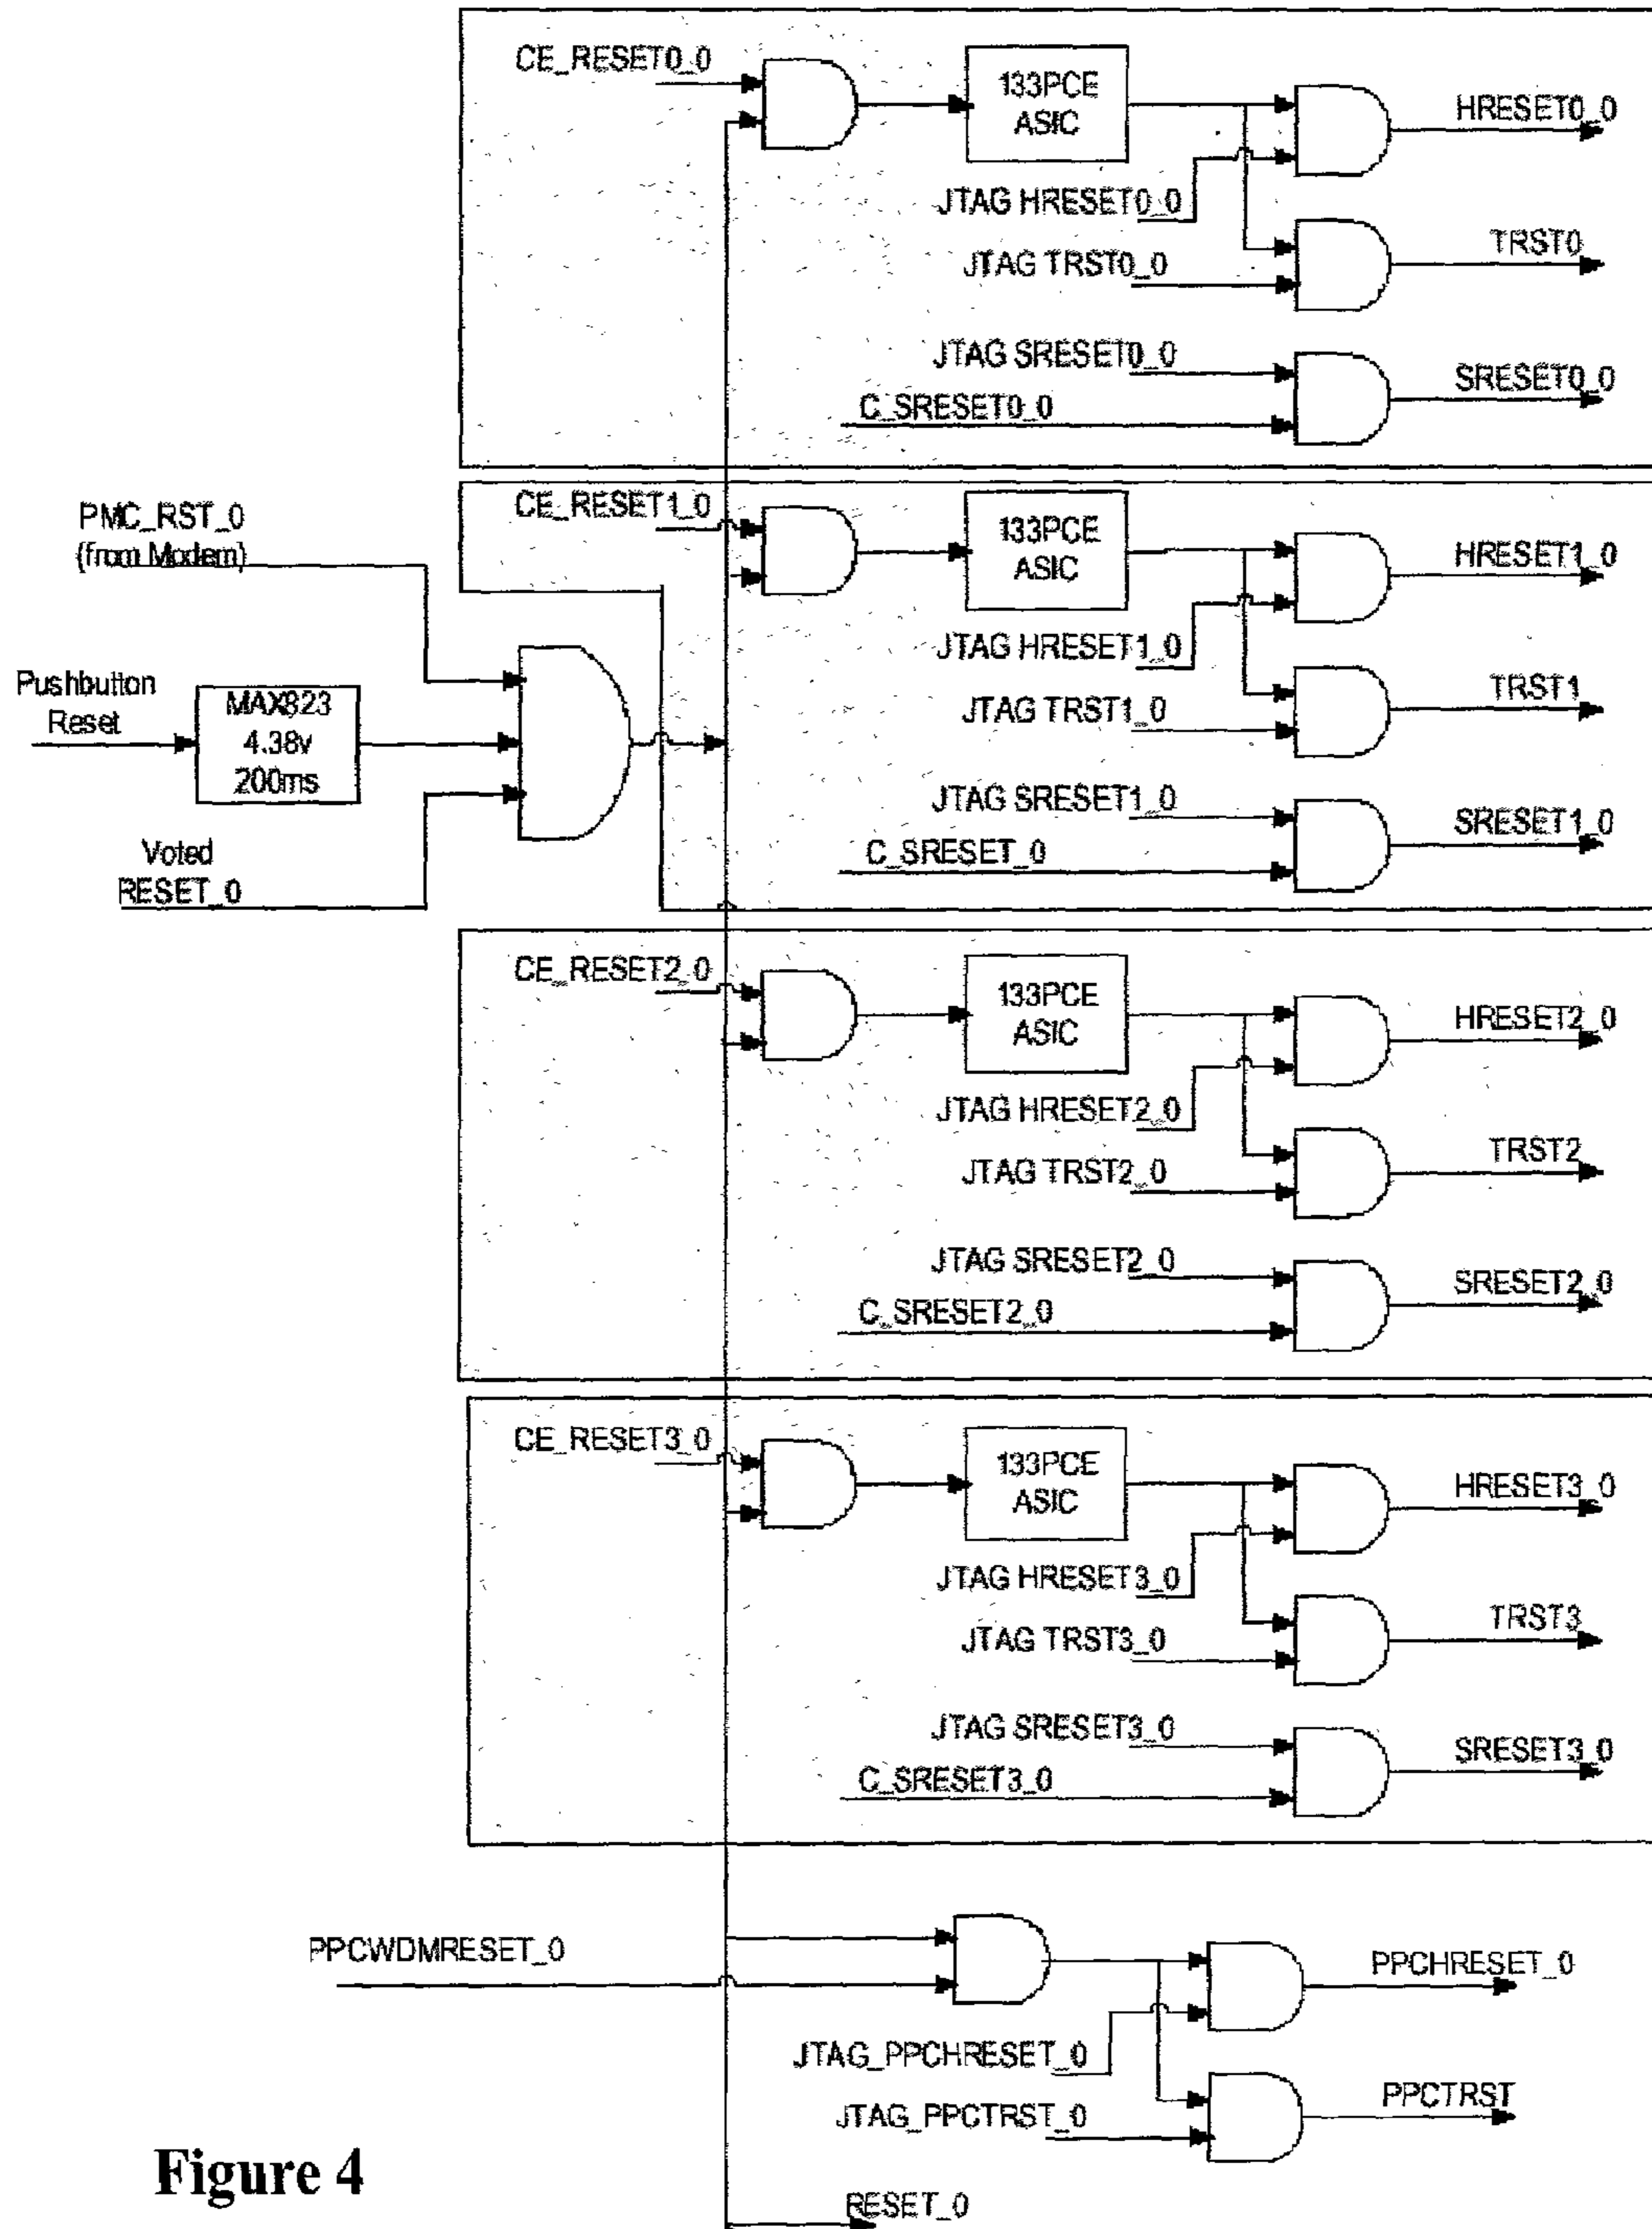 CE_RESET0_0
133PCE
ASIC
HRESET0_0
JTAG HRESET0_0
TRST0
JTAG TRST0_0
JTAG SRESET0_0
SRESET0_0
C_SRESET0_0
CE_RESET1_0
133PCE
ASIC
PMC_RST_0
(from Modem)
HRESET1_0
JTAG HRESET1_0
Pushbutton
Reset
MAX823
4.38v
200ms
TRST1
JTAG TRST1_0
JTAG SRESET1_0
SRESET1_0
C_SRESET_0
Voted
RESET_0
CE_RESET2_0
133PCE
ASIC
HRESET2_0
JTAG HRESET2_0
TRST2
JTAG TRST2_0
JTAG SRESET2_0
SRESET2_0
C_SRESET2_0
CE_RESET3_0
133PCE
ASIC
HRESET3_0
JTAG HRESET3_0
TRST3
JTAG TRST3_0
JTAG SRESET3_0
SRESET3_0
C_SRESET3_0
PPCWDMRESET_0
PPCHRESET_0
JTAG_PPCHRESET_0
PPCTRST
JTAG_PPCTRST_0
Figure 4
RESET_0